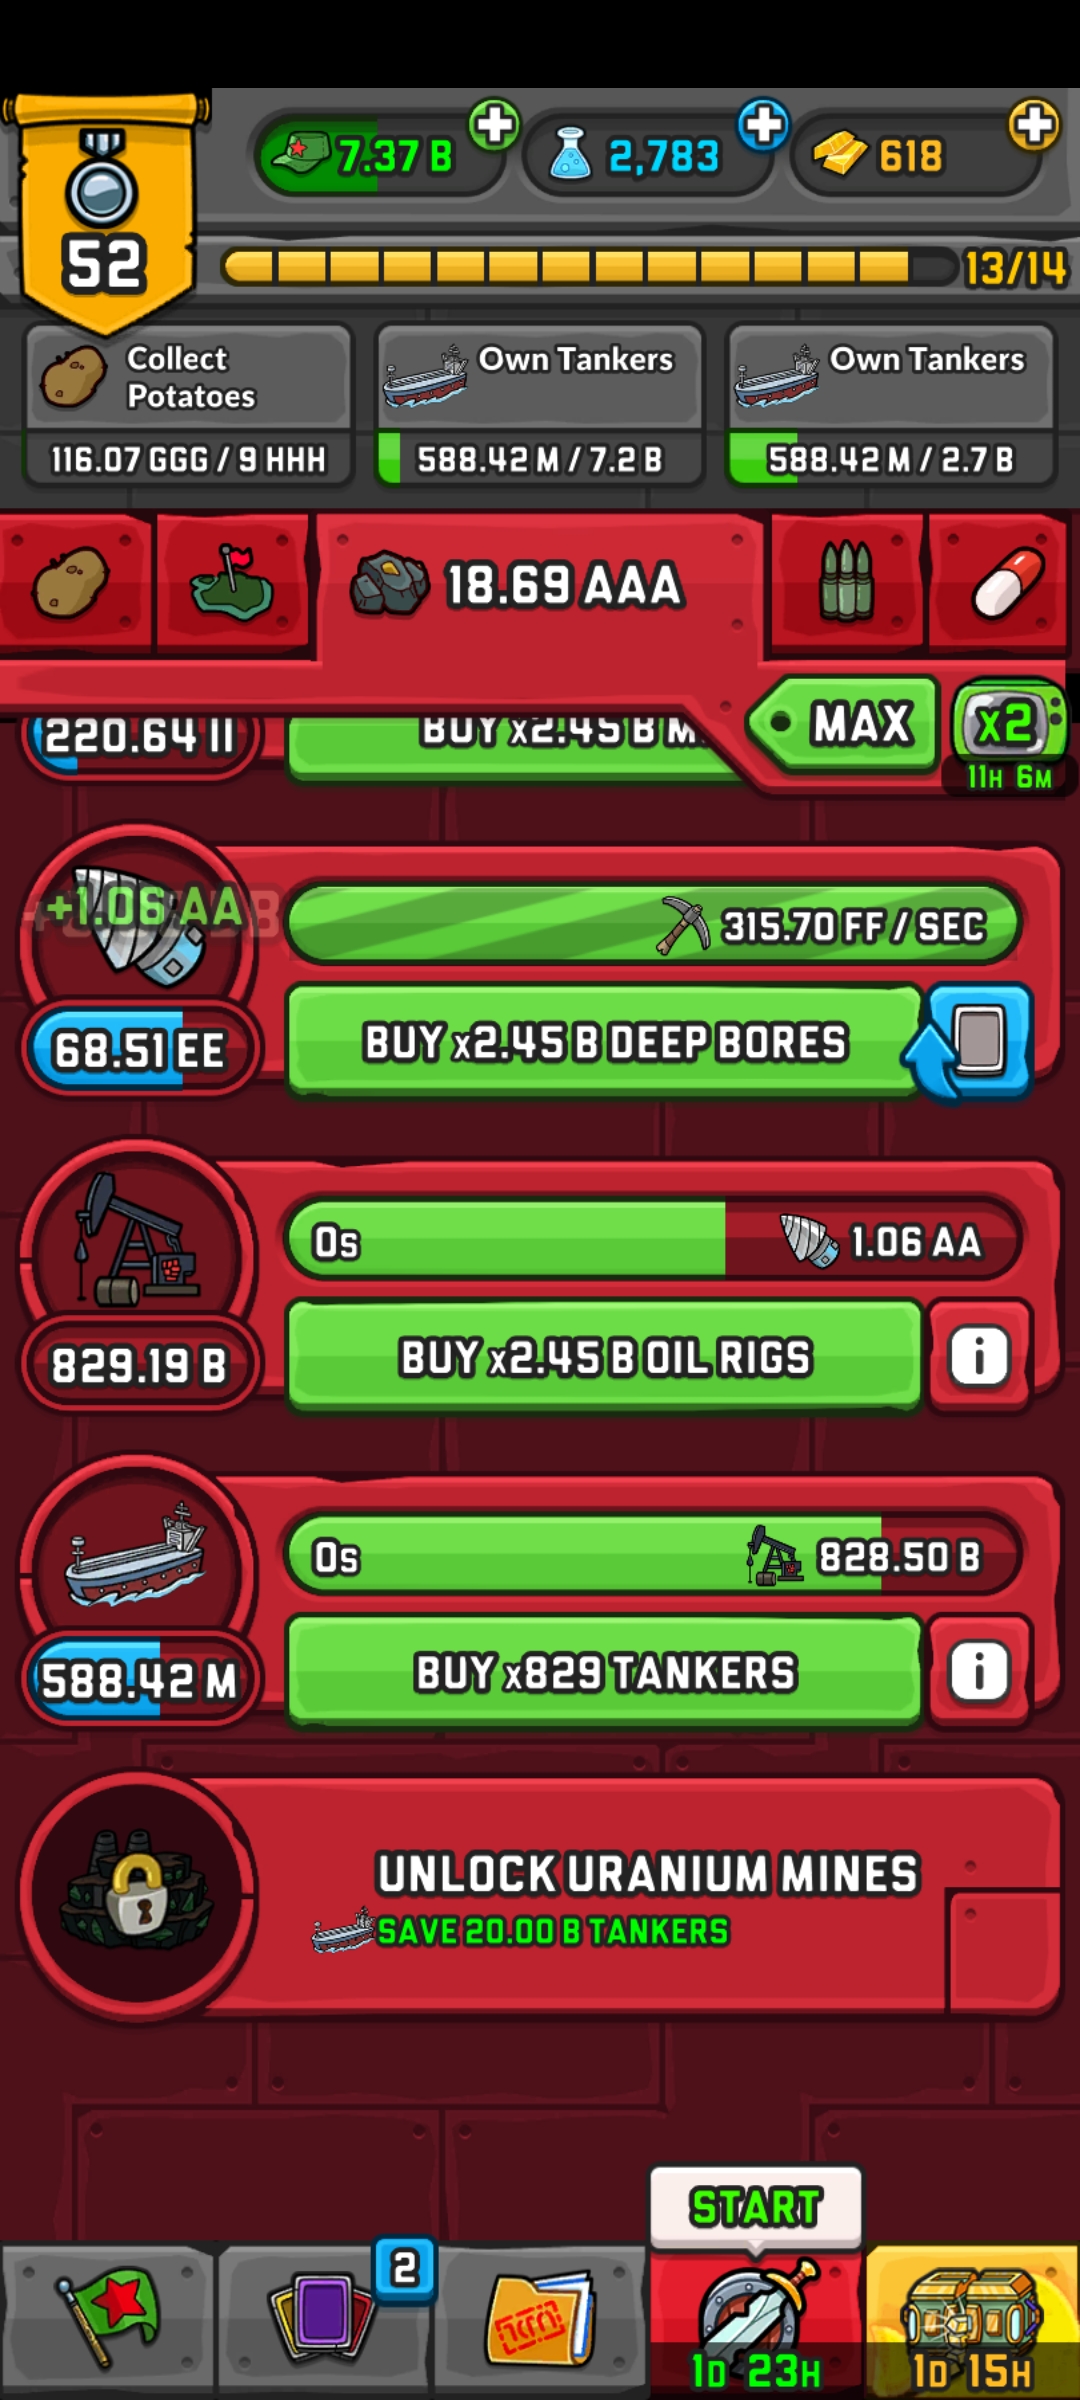 7.37 B
2,783
618
52
13/14
Collect
Potatoes
116.07 GGG / 9 HHH
Own Tankers
588.42 M / 7.2 B
Own Tankers
588.42 M / 2.7 B
18.69 AAA
MAX
x2
11H 6M
220.64 II
BUY x2.45 B
+1.06 AA
315.70 FF / SEC
68.51 EE
BUY x2.45 B DEEP BORES
0s
1.06 AA
829.19 B
BUY x2.45 B OIL RIGS
i
0s
828.50 B
588.42 M
BUY x829 TANKERS
i
UNLOCK URANIUM MINES
SAVE 20.00 B TANKERS
START
2
1D 23H
1D 15H